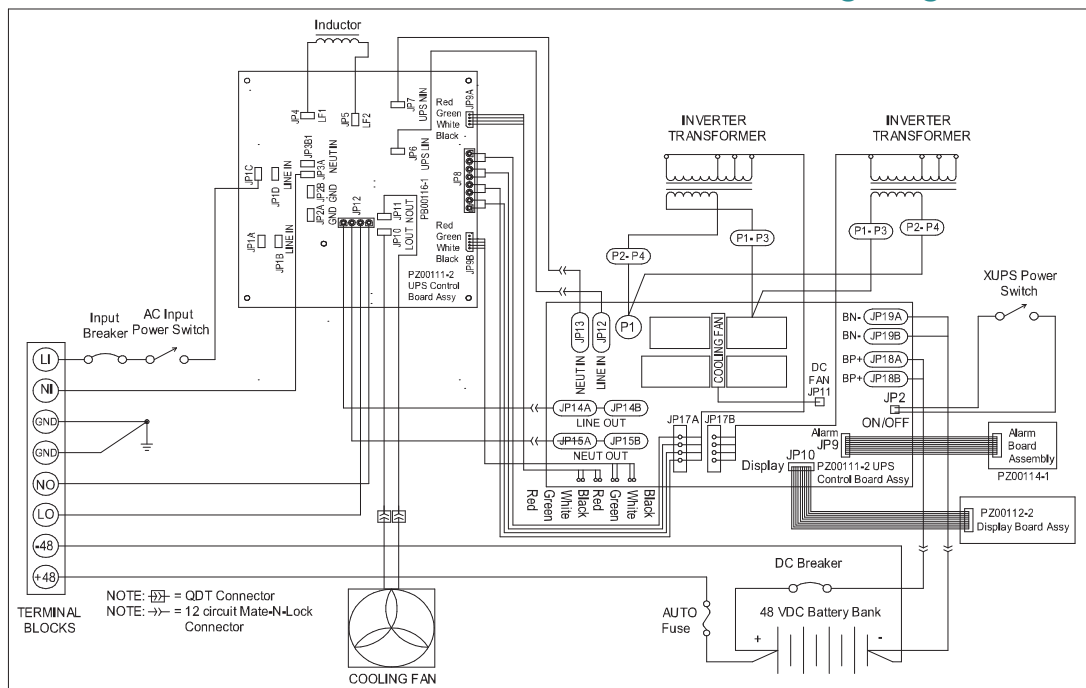 Inductor
JP4
LF1
JP5
LF2
JP7
UPS NIN
JP6
UPS LIN
Red
Green
White
Black
JP9A
JP3B1
JP3A
NEUT IN
JP1C
JP1D
LINE IN
JP2B
GND
JP2A
GND
JP12
JP11
NOUT
JP10
LOUT
PB00116-1
JP8
JP1A
JP1B
LINE IN
Red
Green
White
Black
JP9B
PZ00111-2
UPS Control
Board Assy
INVERTER
TRANSFORMER
INVERTER
TRANSFORMER
P1- P3
P2- P4
P1- P3
P2- P4
XUPS Power
Switch
Input
Breaker
AC Input
Power Switch
LI
NI
GND
GND
NO
LO
-48
+48
TERMINAL
BLOCKS
JP13
NEUT IN
JP12
LINE IN
P1
COOLING FAN
DC
FAN
JP11
BN-
JP19A
BN-
JP19B
BP+
JP18A
BP+
JP18B
JP2
ON/OFF
JP14A
JP14B
LINE OUT
JP15A
JP15B
NEUT OUT
JP17A
JP17B
Alarm
JP9
Alarm
Board
Assembly
PZ00114-1
JP10
Display
PZ00111-2 UPS
Control Board Assy
Red
Green
White
Black
Red
Green
White
Black
PZ00112-2
Display Board Assy
NOTE: = QDT Connector
NOTE: = 12 circuit Mate-N-Lock
Connector
COOLING FAN
DC Breaker
AUTO
Fuse
48 VDC Battery Bank
+
-